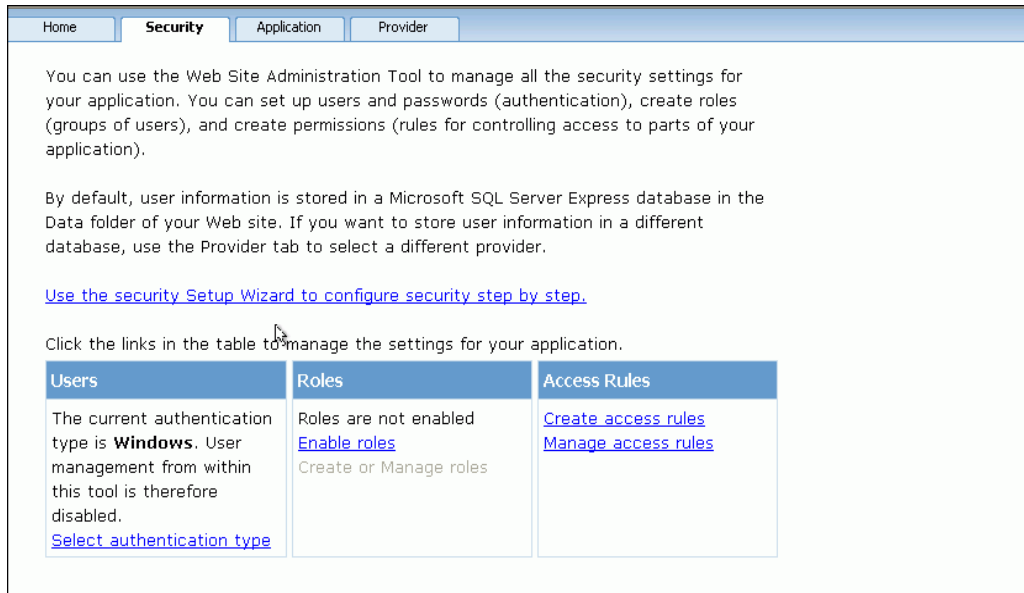 Home Security Application Provider
You can use the Web Site Administration Tool to manage all the security settings for
your application. You can set up users and passwords (authentication), create roles
(groups of users), and create permissions (rules for controlling access to parts of your
application).
By default, user information is stored in a Microsoft SQL Server Express database in the
Data folder of your Web site. If you want to store user information in a different
database, use the Provider tab to select a different provider.
Use the security Setup Wizard to configure security step by step.
Click the links in the table to manage the settings for your application.
Users
The current authentication
type is Windows. User
management from within
this tool is therefore
disabled.
Select authentication type
Roles
Roles are not enabled
Enable roles
Create or Manage roles
Access Rules
Create access rules
Manage access rules